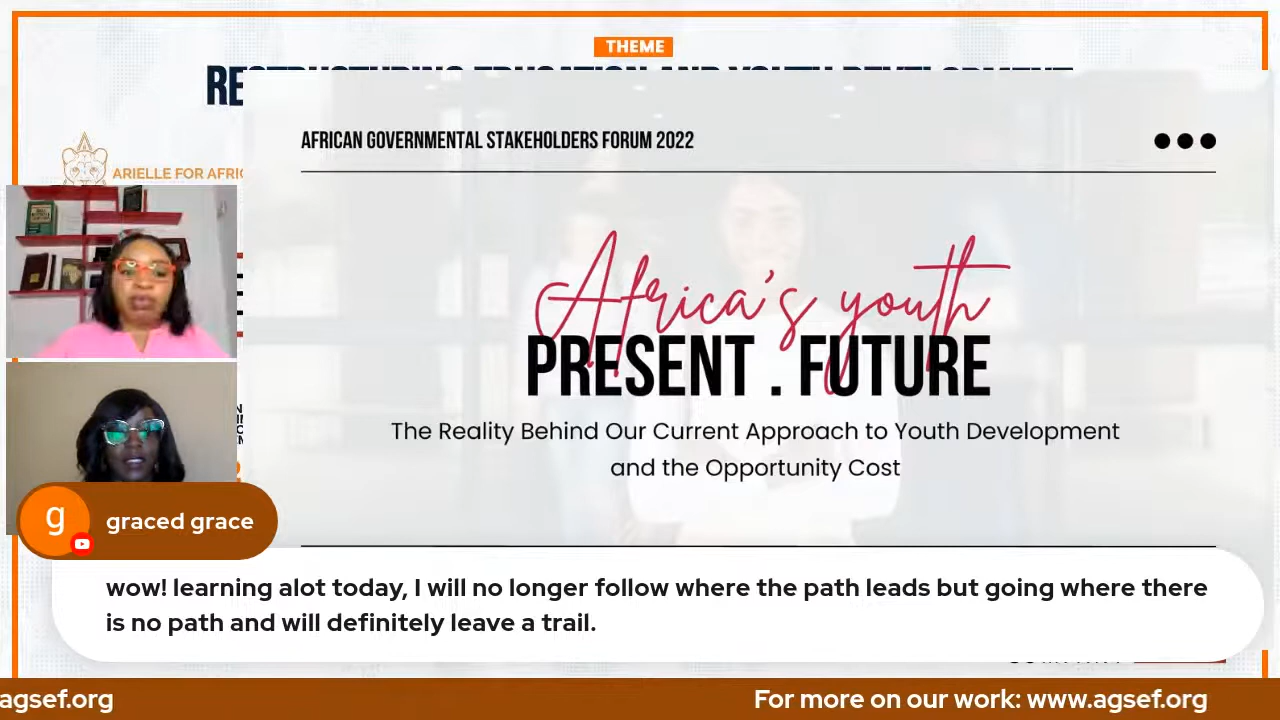 THEME
ARIELLE FOR
AFRICAN GOVERNMENTAL STAKEHOLDERS FORUM 2022
Africa's youth
PRESENT . FUTURE
The Reality Behind Our Current Approach to Youth Development
and the Opportunity Cost
g
graced grace
wow! learning alot today, I will no longer follow where the path leads but going where there
is no path and will definitely leave a trail.
agsef.org
For more on our work: www.agsef.org